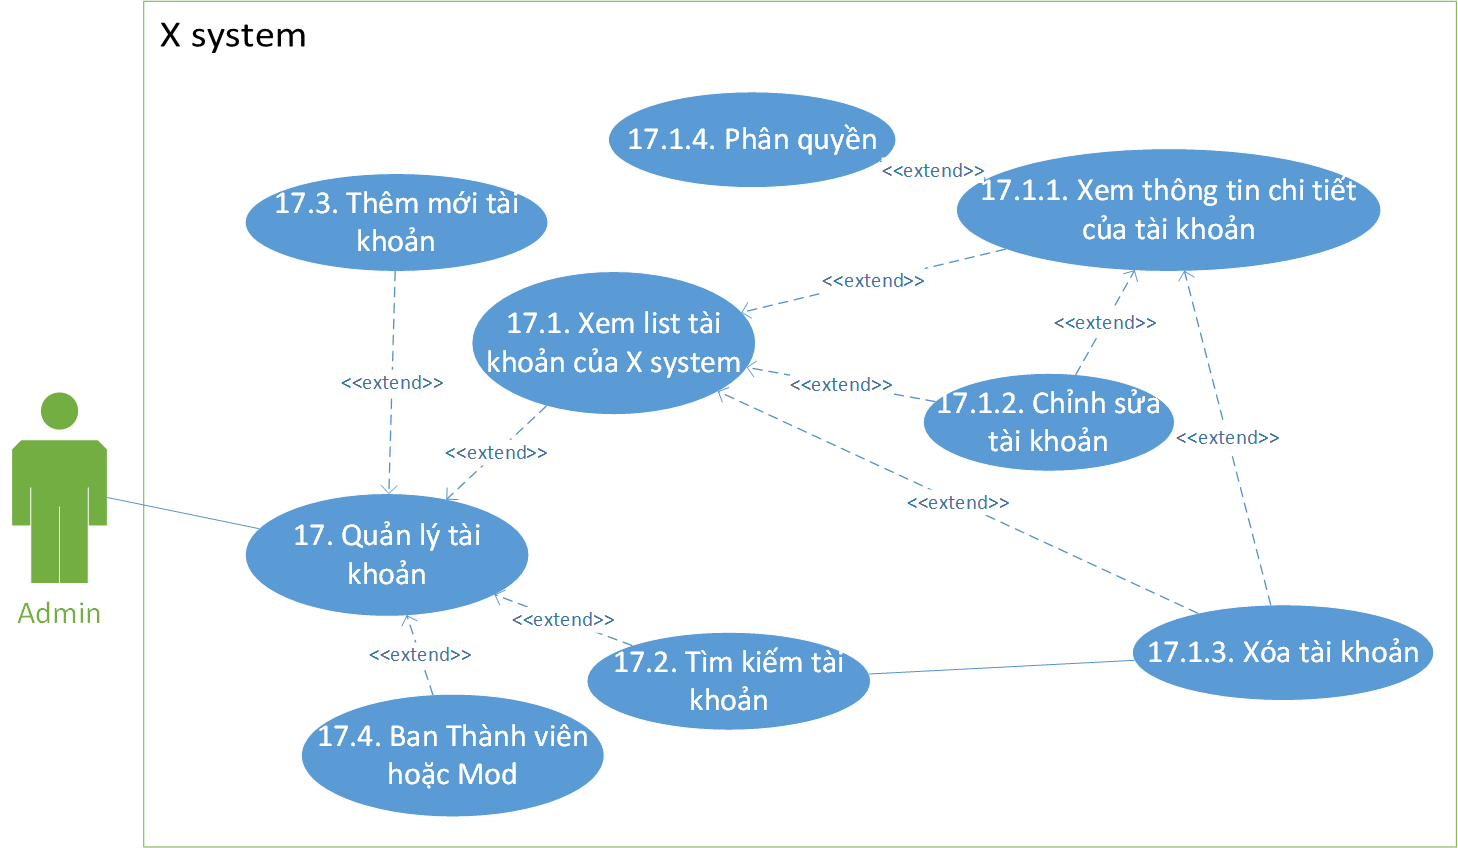 X system
17.1.4. Phân quyền
<<extend>>
17.1.1. Xem thông tin chi tiết
của tài khoản
17.3. Thêm mới tài
khoản
<<extend>>
17.1. Xem list tài
khoản của X system
<<extend>>
<<extend>>
<<extend>>
17.1.2. Chỉnh sửa
tài khoản
<<extend>>
<<extend>>
<<extend>>
17. Quản lý tài
khoản
Admin
<<extend>>
<<extend>>
17.2. Tìm kiếm tài
khoản
17.1.3. Xóa tài khoản
17.4. Ban Thành viên
hoặc Mod